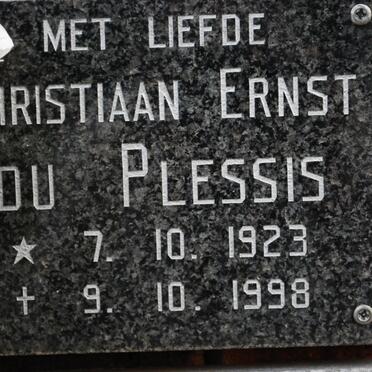 MET LIEFDE
HRISTIAAN ERNST
DU PLESSIS
★ 7. 10. 1923
✝ 9. 10. 1998